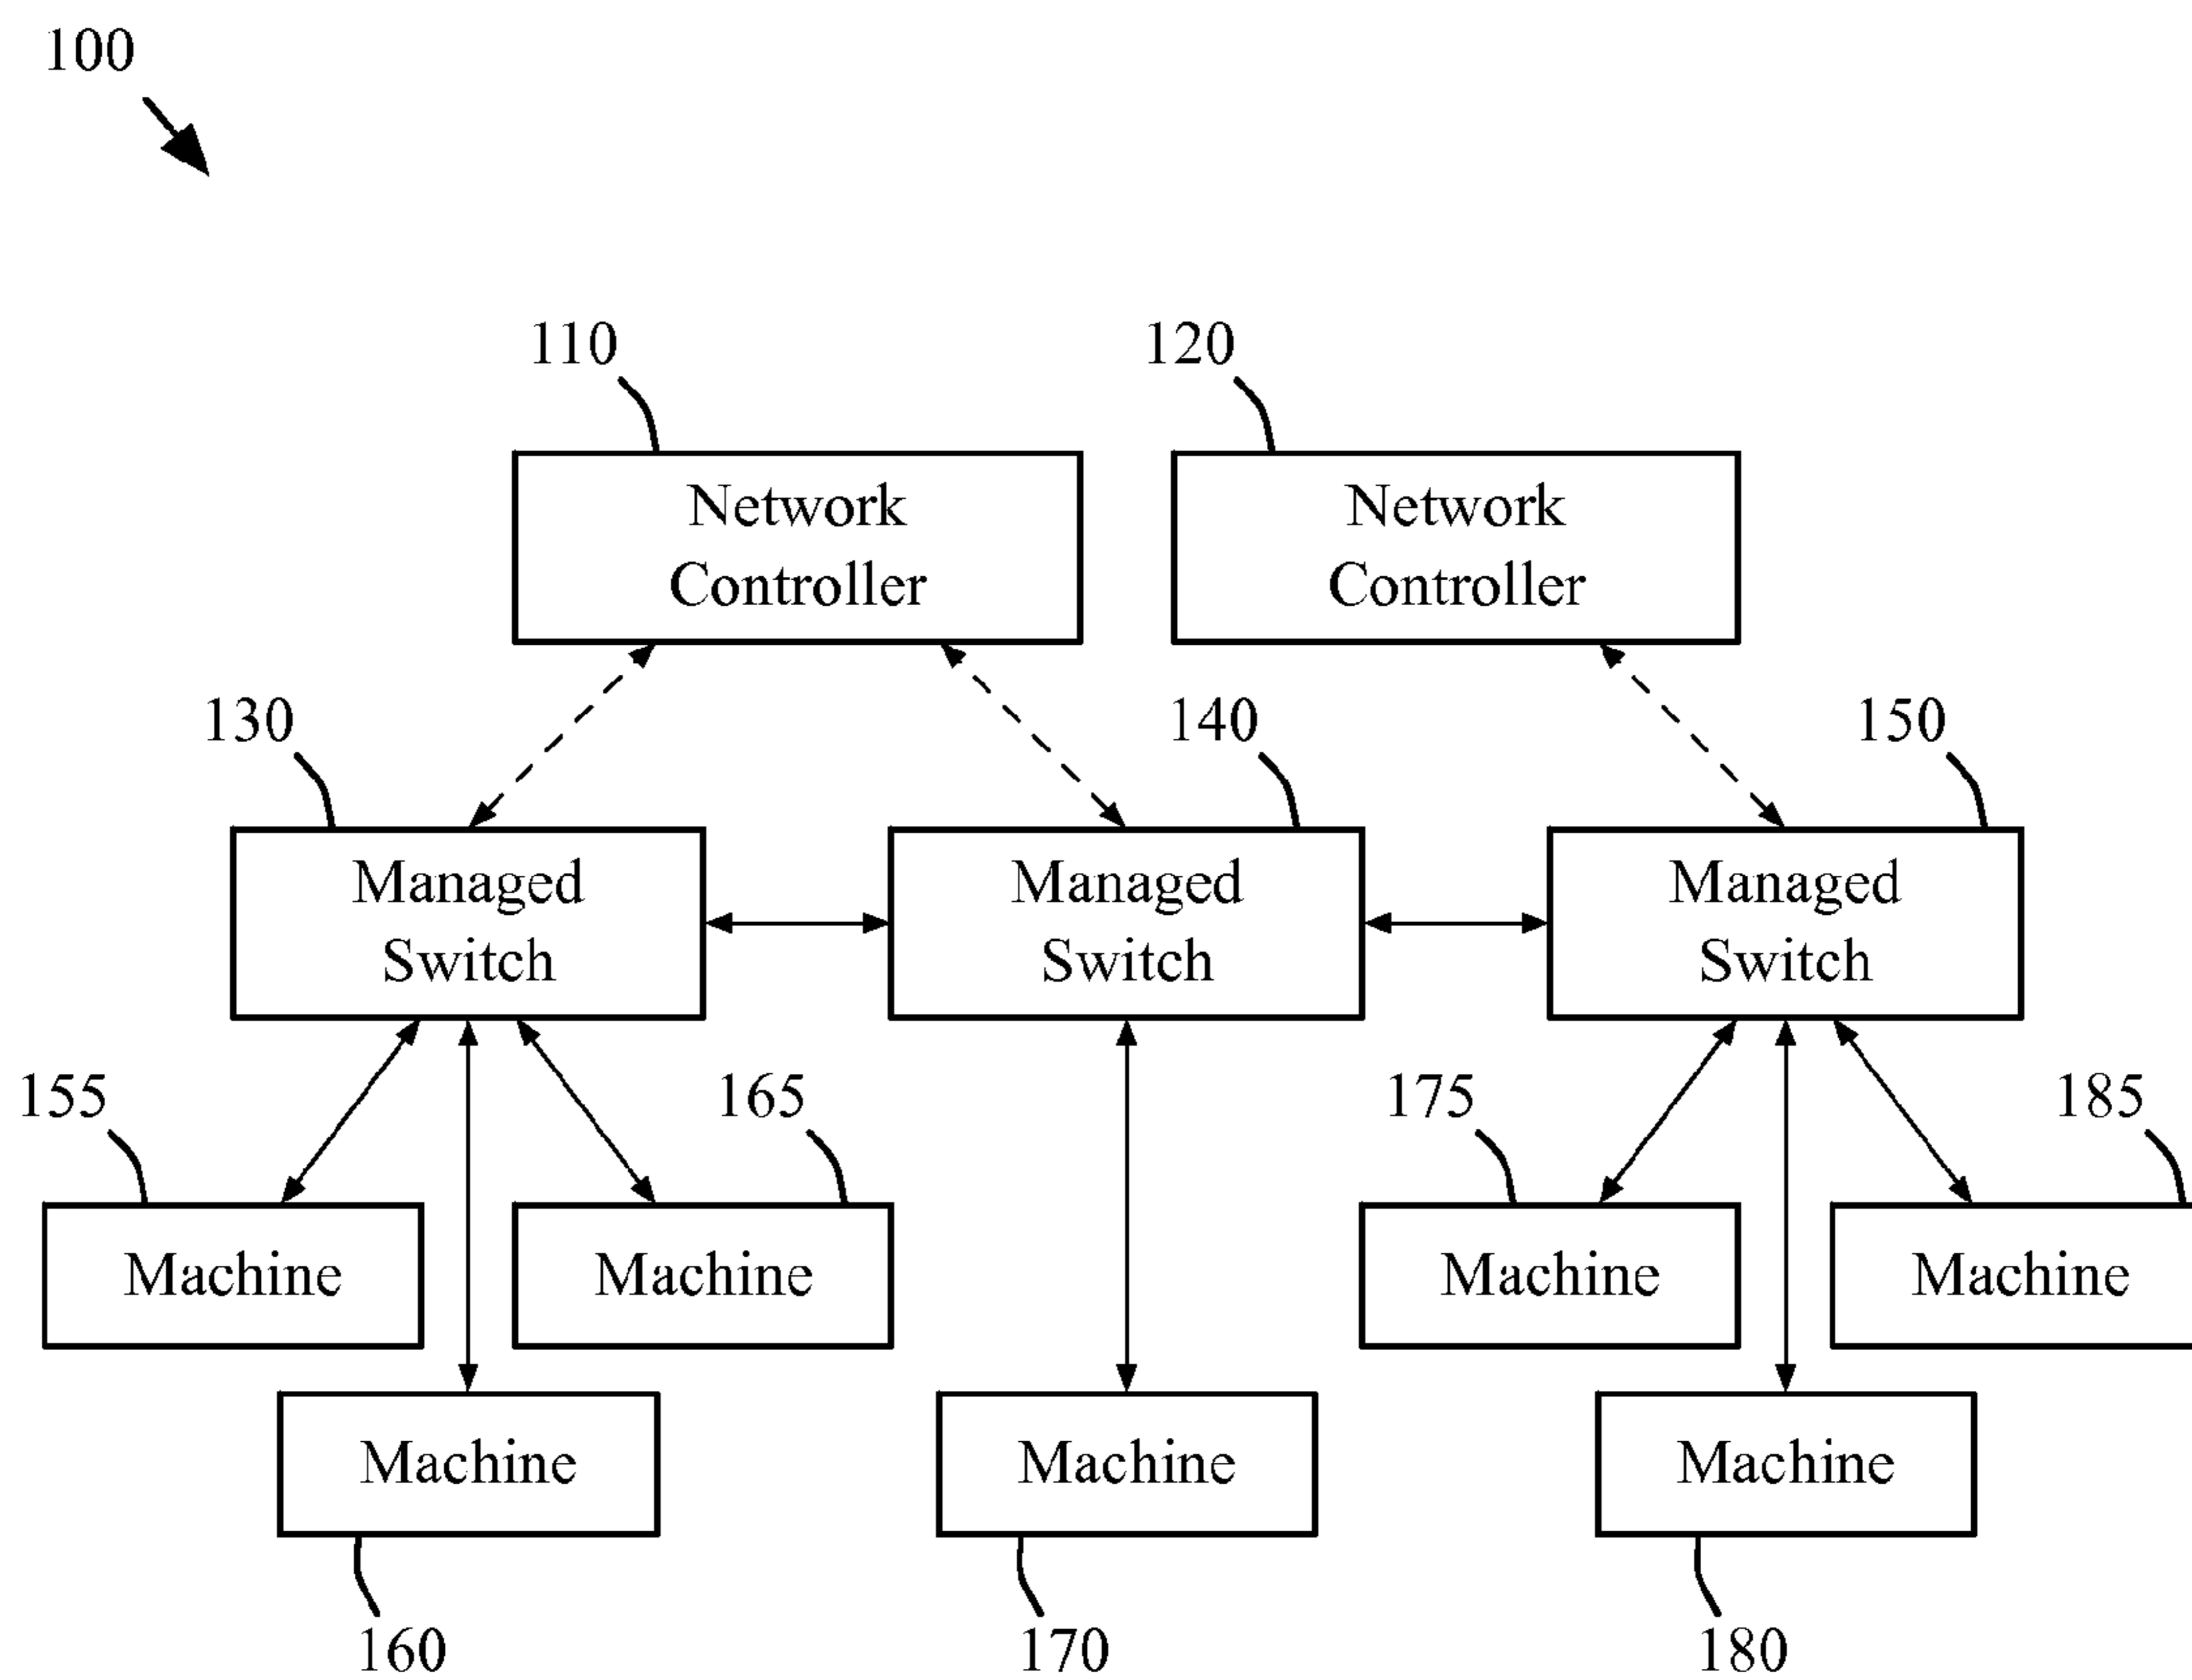 100
110
120
Network
Controller
Network
Controller
130
140
150
Managed
Switch
Managed
Switch
Managed
Switch
155
165
175
185
Machine
Machine
Machine
Machine
Machine
Machine
Machine
160
170
180